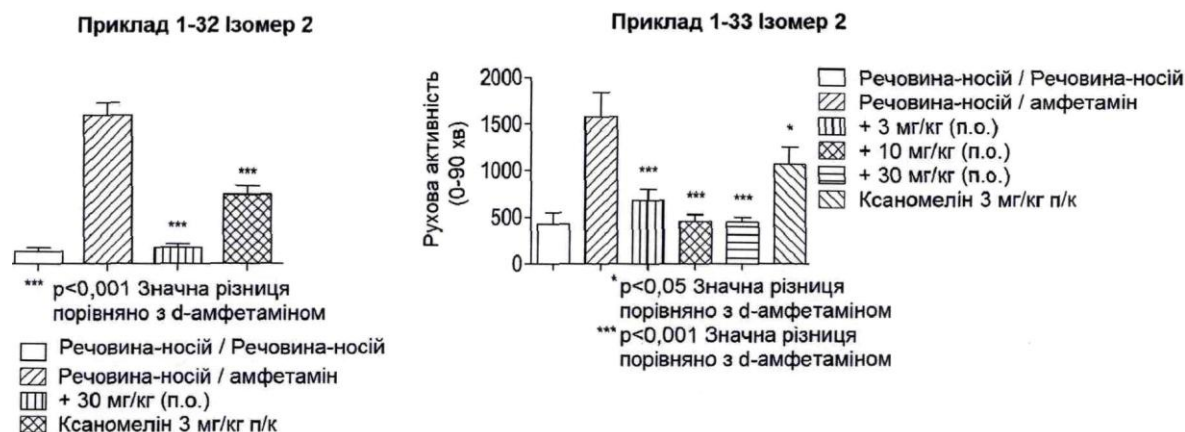 Приклад 1-32 Ізомер 2
***
***
*** p<0,001 Значна різниця
порівняно з d-амфетаміном
Речовина-носій / Речовина-носій
Речовина-носій / амфетамін
+ 30 мг/кг (п.о.)
Ксаномелін 3 мг/кг п/к
Приклад 1-33 Ізомер 2
Рухова активність
(0-90 хв)
2000
1500
1000
500
0
***
***
***
*
Речовина-носій / Речовина-носій
Речовина-носій / амфетамін
+ 3 мг/кг (п.о.)
+ 10 мг/кг (п.о.)
+ 30 мг/кг (п.о.)
Ксаномелін 3 мг/кг п/к
* p<0,05 Значна різниця
порівняно з d-амфетаміном
*** p<0,001 Значна різниця
порівняно з d-амфетаміном